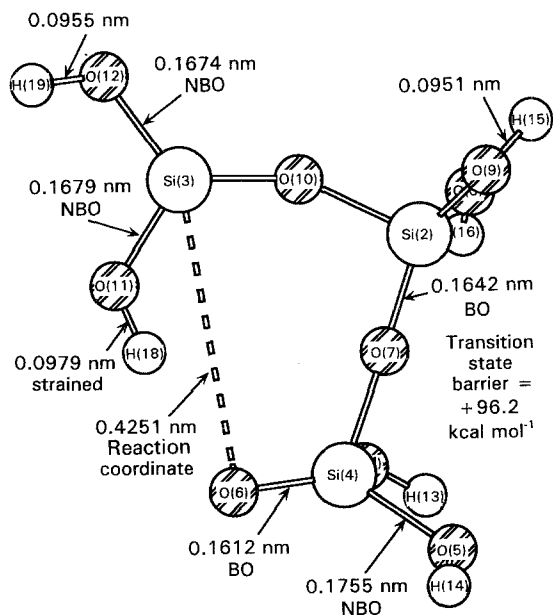 0.0955 nm
H(19)
O(12)
0.1674 nm
NBO
0.0951 nm
H(15)
O(9)
Si(3)
O(10)
0.1679 nm
NBO
(16)
Si(2)
O(11)
0.1642 nm
BO
0.0979 nm
strained
H(18)
O(7)
Transition
state
barrier =
+96.2
kcal mol⁻¹
0.4251 nm
Reaction
coordinate
Si(4)
O(6)
H(13)
0.1612 nm
BO
O(5)
H(14)
0.1755 nm
NBO